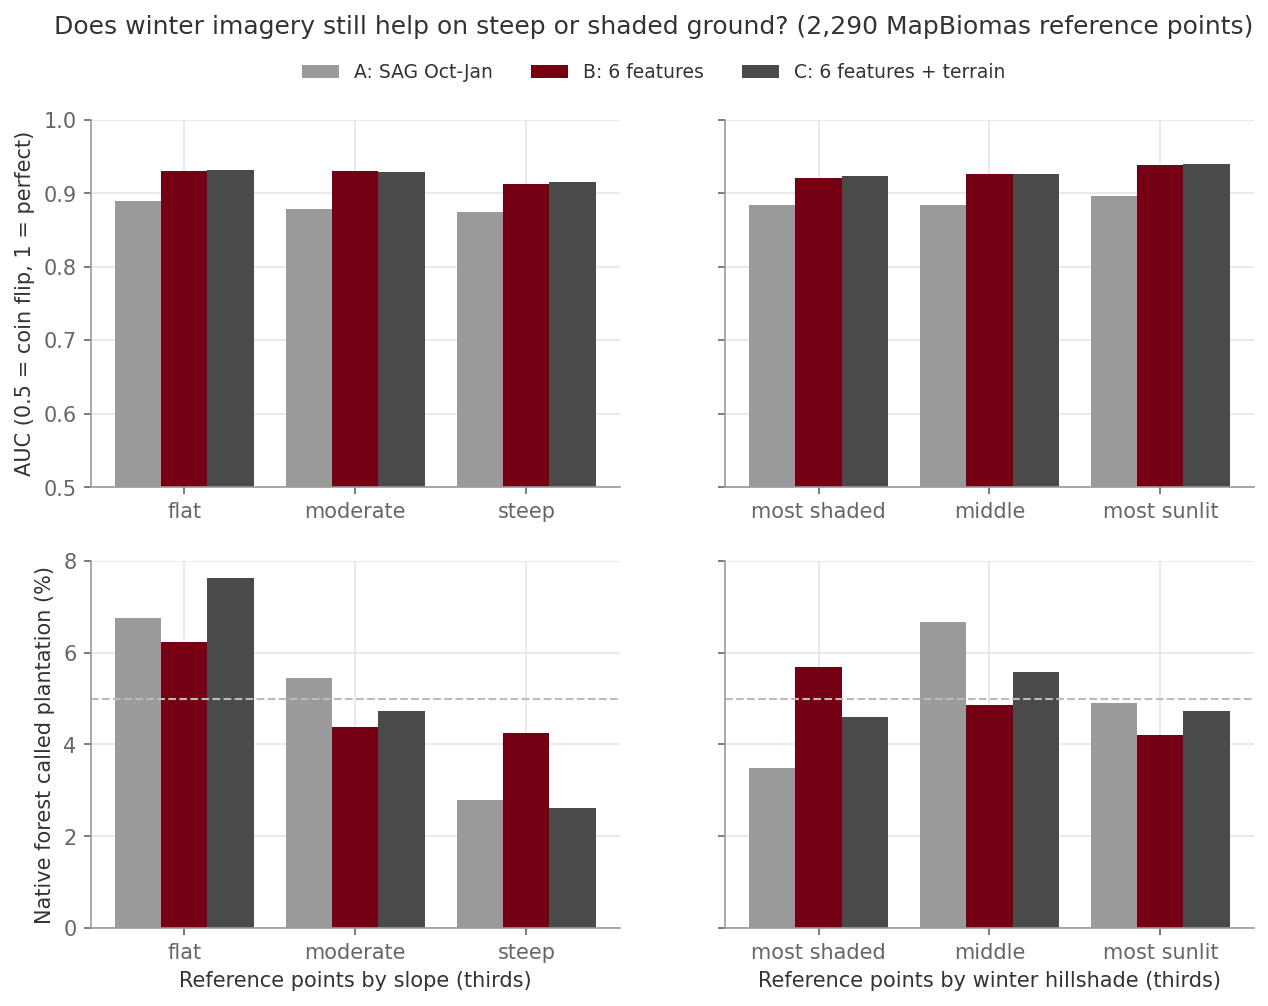 Does winter imagery still help on steep or shaded ground? (2,290 MapBiomas reference points)
A: SAG Oct-Jan B: 6 features C: 6 features + terrain
AUC (0.5 = coin flip, 1 = perfect)
1.0
0.9
0.8
0.7
0.6
0.5
flat moderate steep
most shaded middle most sunlit
Native forest called plantation (%)
8
6
4
2
0
flat moderate steep
Reference points by slope (thirds)
most shaded middle most sunlit
Reference points by winter hillshade (thirds)